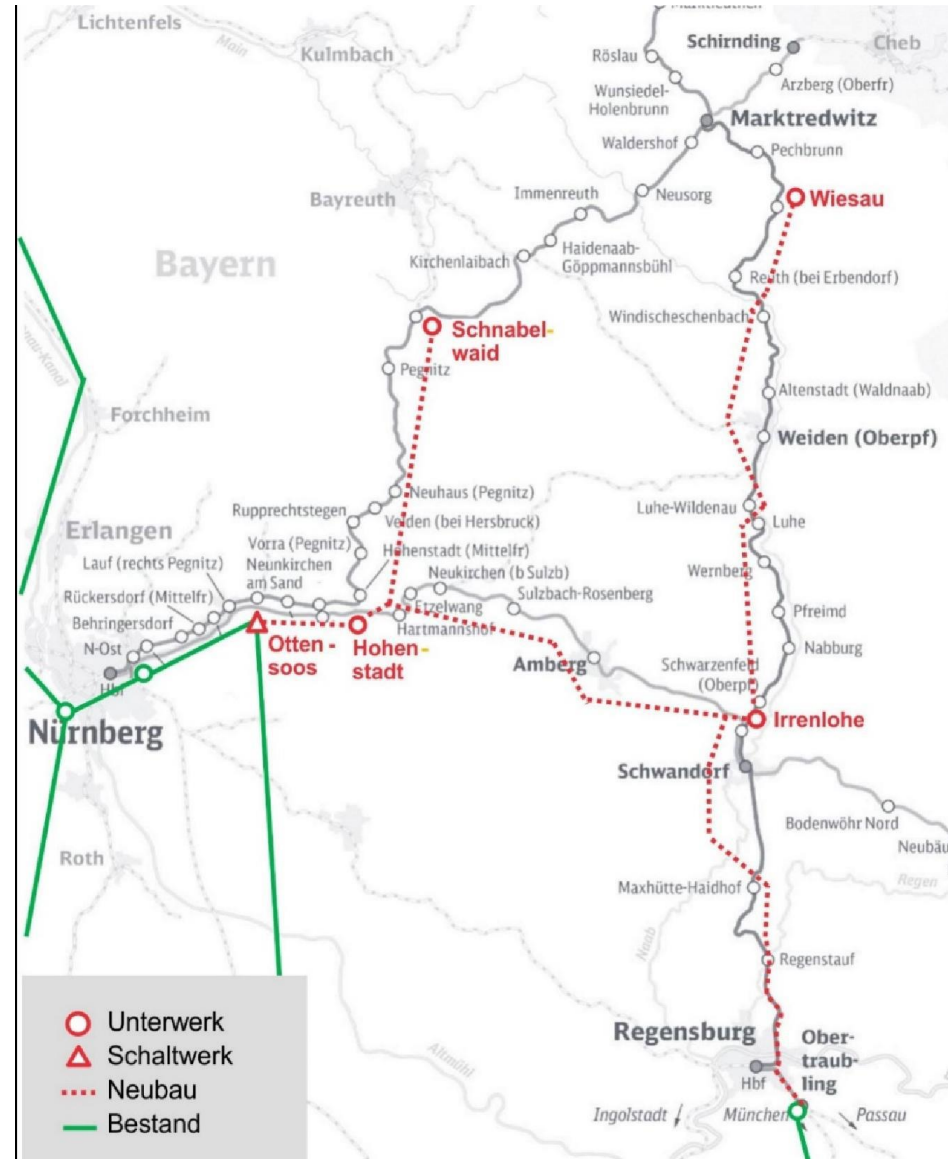 Lichtenfels
Main
Kulmbach
Schirnding
Cheb
Röslau
Arzberg (Oberfr)
Wunsiedel-
Holenbrunn
Marktredwitz
Waldershof
Pechbrunn
Bayreuth
Immenreuth
Neusorg
Wiesau
Bayern
Kirchenlaibach
Haidenaab-
Göppmannsbühl
Reuth (bei Erbendorf)
Schnabel-
waid
Windischeschenbach
nau-Kanal
Pegnitz
Altenstadt (Waldnaab)
Forchheim
Weiden (Oberpf)
Neuhaus (Pegnitz)
Rupprechtstegen
Velden (bei Hersbruck)
Luhe-Wildenau
Luhe
Erlangen
Vorra (Pegnitz)
Hohenstadt (Mittelfr)
Lauf (rechts Pegnitz)
Neunkirchen
am Sand
Neukirchen (b Sulzb)
Wernberg
Rückersdorf (Mittelfr)
Etzelwang
Sulzbach-Rosenberg
Behringersdorf
Hartmannshof
Pfreimd
N-Ost
Otten-
soos
Hohen-
stadt
Amberg
Nabburg
Schwarzenfeld
(Oberpf)
Hbf
Nürnberg
Irrenlohe
Schwandorf
Bodenwöhr Nord
Neubäu
Roth
Maxhütte-Haidhof
Regen
Naab
Regenstauf
Unterwerk
Schaltwerk
Neubau
Bestand
Altmühl
Regensburg
Ober-
traub-
ling
Hbf
Ingolstadt
München
Passau